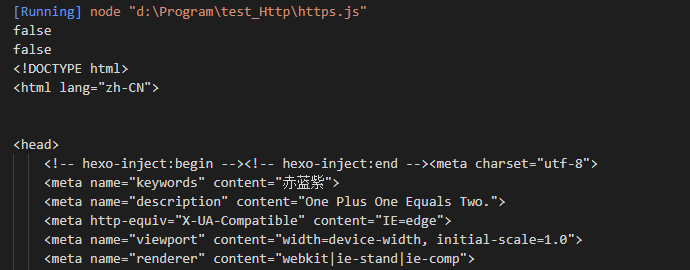 [Running] node "d:\Program\test_Http\https.js"
false
false
<!DOCTYPE html>
<html lang="zh-CN">
<head>
<!-- hexo-inject:begin --><!-- hexo-inject:end --><meta charset="utf-8">
<meta name="keywords" content="赤蓝紫">
<meta name="description" content="One Plus One Equals Two.">
<meta http-equiv="X-UA-Compatible" content="IE=edge">
<meta name="viewport" content="width=device-width, initial-scale=1.0">
<meta name="renderer" content="webkit|ie-stand|ie-comp">